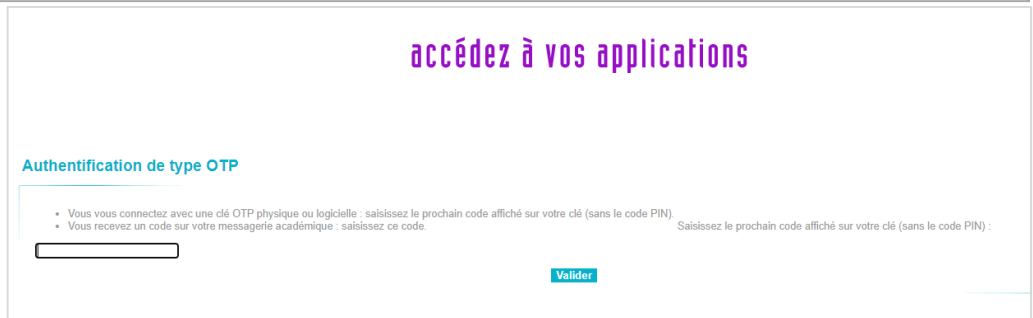 accédez à vos applications
Authentification de type OTP
• Vous vous connectez avec une clé OTP physique ou logicielle : saisissez le prochain code affiché sur votre clé (sans le code PIN).
• Vous recevez un code sur votre messagerie académique : saisissez ce code.
Saisissez le prochain code affiché sur votre clé (sans le code PIN) :
Valider